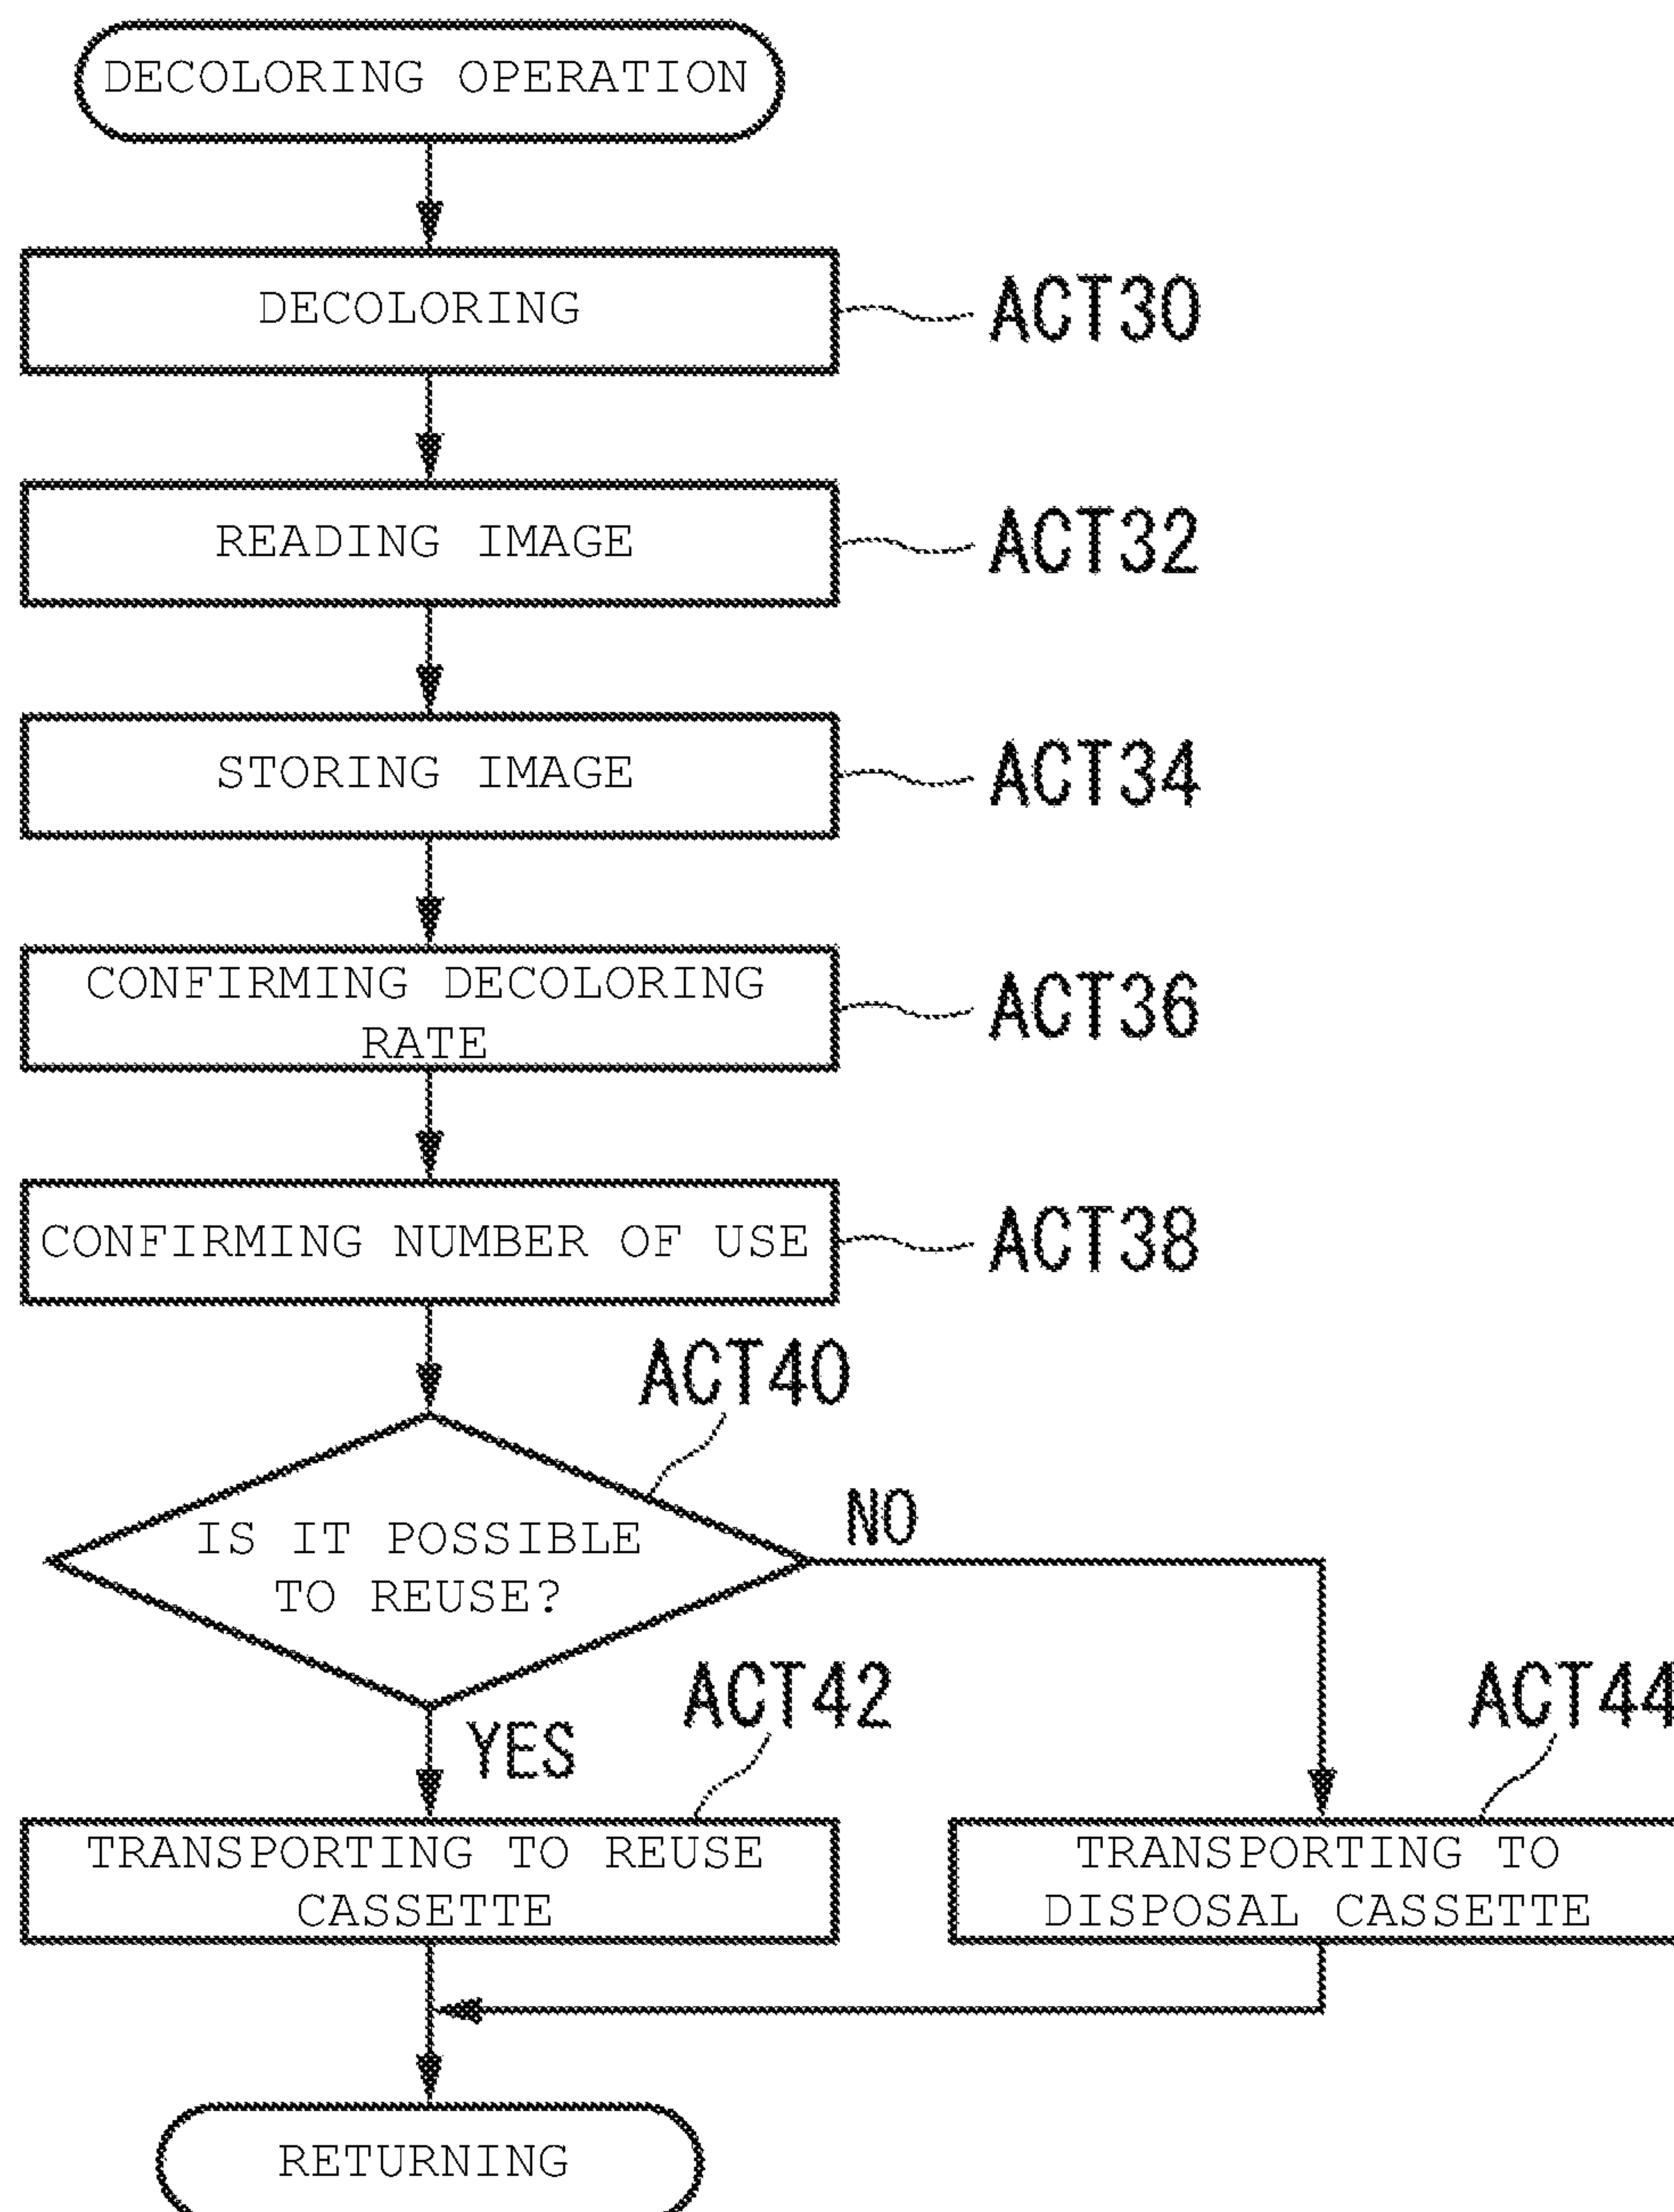 DECOLORING OPERATION
DECOLORING
ACT30
READING IMAGE
ACT32
STORING IMAGE
ACT34
CONFIRMING DECOLORING
RATE
ACT36
CONFIRMING NUMBER OF USE
ACT38
ACT40
IS IT POSSIBLE
TO REUSE?
NO
YES
ACT42
ACT44
TRANSPORTING TO REUSE
CASSETTE
TRANSPORTING TO
DISPOSAL CASSETTE
RETURNING